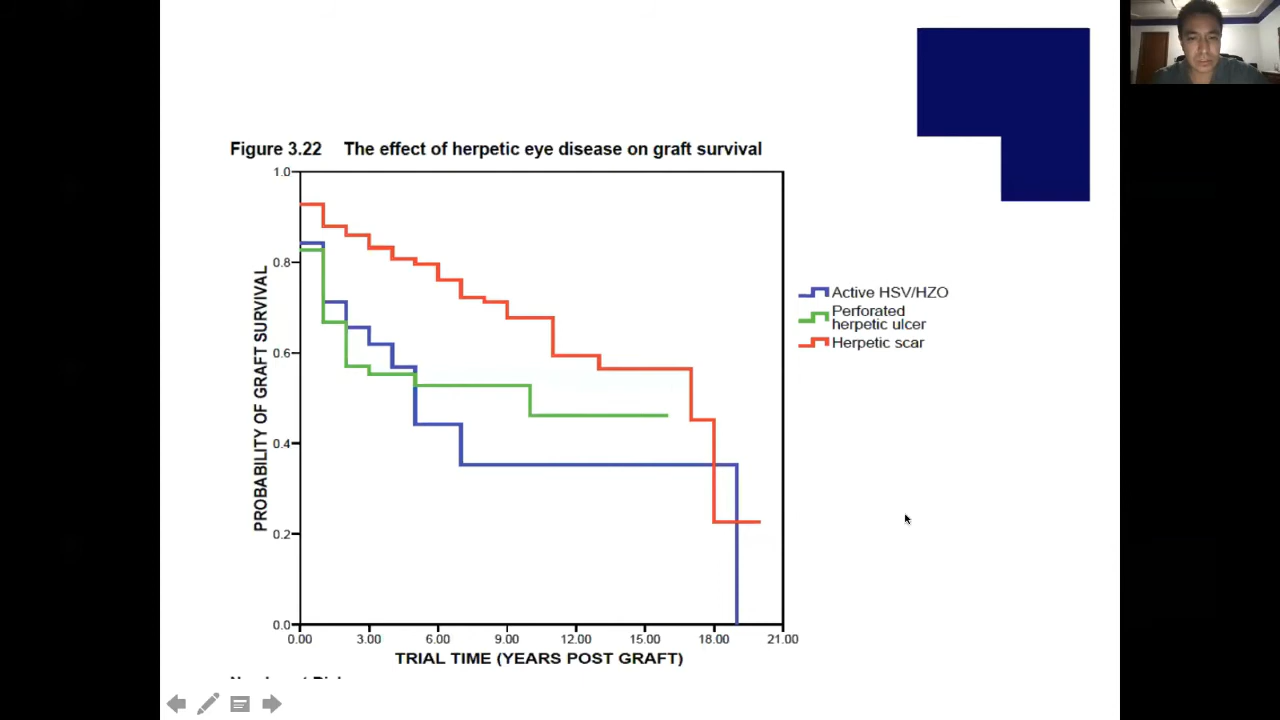 Figure 3.22 The effect of herpetic eye disease on graft survival
1.0
0.8
0.6
0.4
0.2
0.0
PROBABILITY OF GRAFT SURVIVAL
0.00 3.00 6.00 9.00 12.00 15.00 18.00 21.00
TRIAL TIME (YEARS POST GRAFT)
Active HSV/HZO
Perforated
herpetic ulcer
Herpetic scar